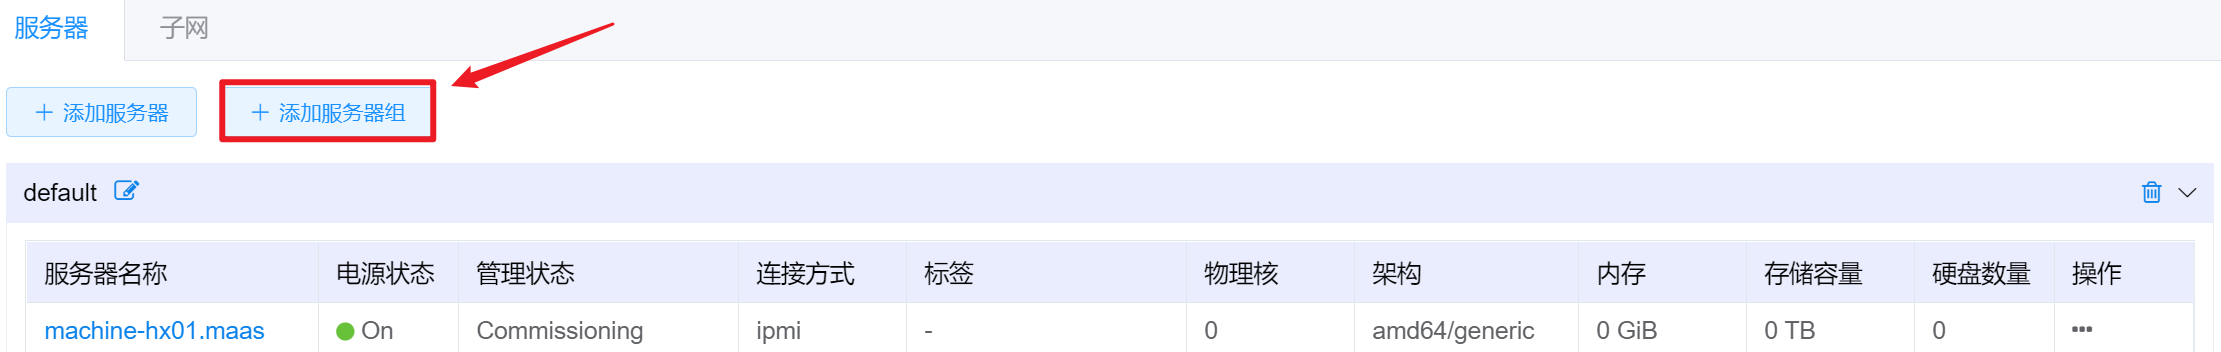 服务器 子网
添加服务器 添加服务器组
default
服务器名称 电源状态 管理状态 连接方式 标签 物理核 架构 内存 存储容量 硬盘数量 操作
machine-hx01.maas On Commissioning ipmi - 0 amd64/generic 0 GiB 0 TB 0 •••